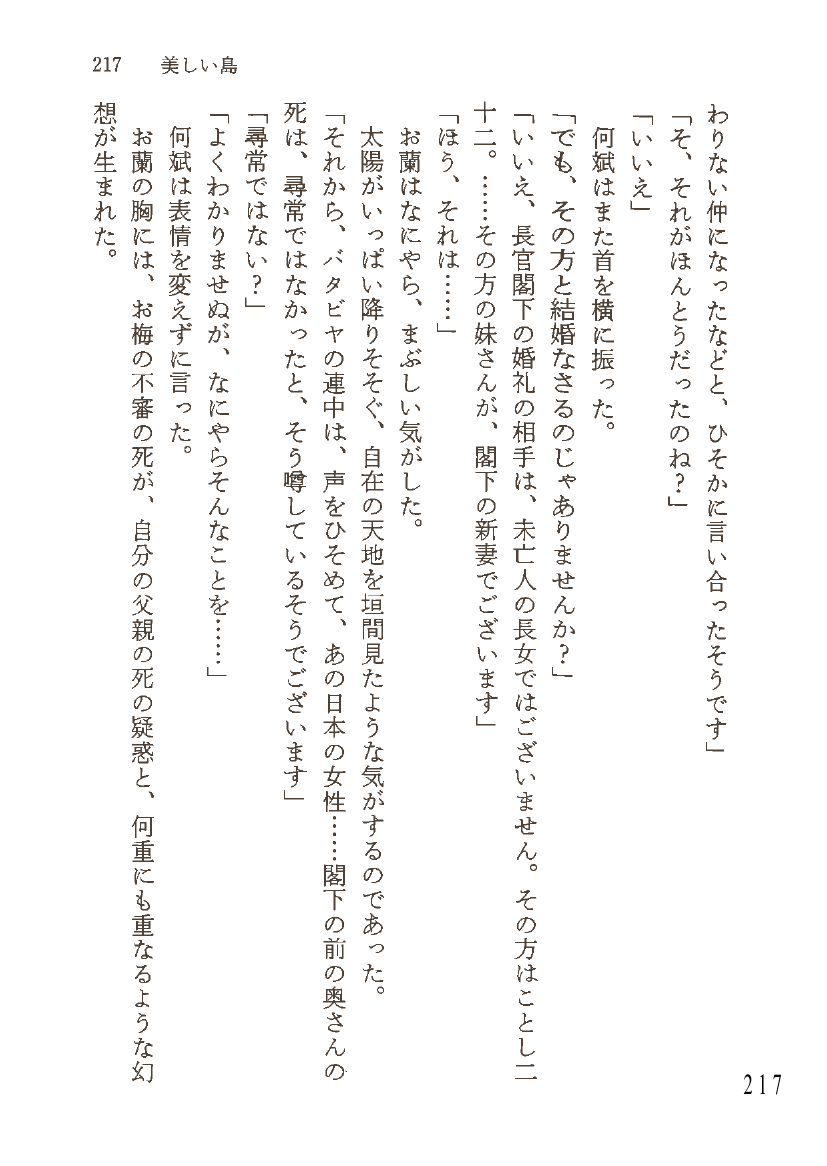 217　美しい島
わりない仲になったなどと、ひそかに言い合ったそうです」
「そ、それがほんとうだったのね？」
「いいえ」
　何斌はまた首を横に振った。
「でも、その方と結婚なさるのじゃありませんか？」
「いいえ、長官閣下の婚礼の相手は、未亡人の長女ではございません。その方はことし二
十二。……その方の妹さんが、閣下の新妻でございます」
「ほう、それは……」
　お蘭はなにやら、まぶしい気がした。
　太陽がいっぱい降りそそぐ、自在の天地を垣間見たような気がするのであった。
「それから、バタビヤの連中は、声をひそめて、あの日本の女性……閣下の前の奥さんの
死は、尋常ではなかったと、そう噂しているそうでございます」
「尋常ではない？」
「よくわかりませぬが、なにやらそんなことを……」
　何斌は表情を変えずに言った。
　お蘭の胸には、お梅の不審の死が、自分の父親の死の疑惑と、何重にも重なるような幻
想が生まれた。
217